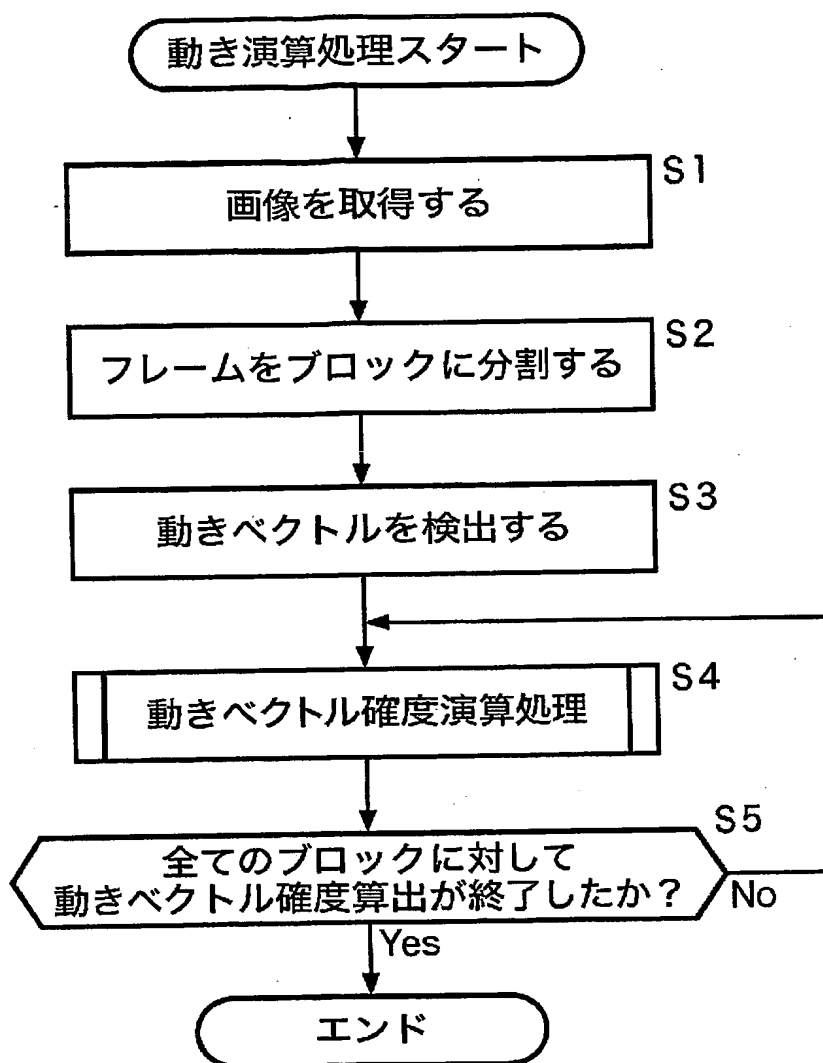 動き演算処理スタート
S1
画像を取得する
S2
フレームをブロックに分割する
S3
動きベクトルを検出する
S4
動きベクトル確度演算処理
S5
全てのブロックに対して
動きベクトル確度算出が終了したか?
No
Yes
エンド